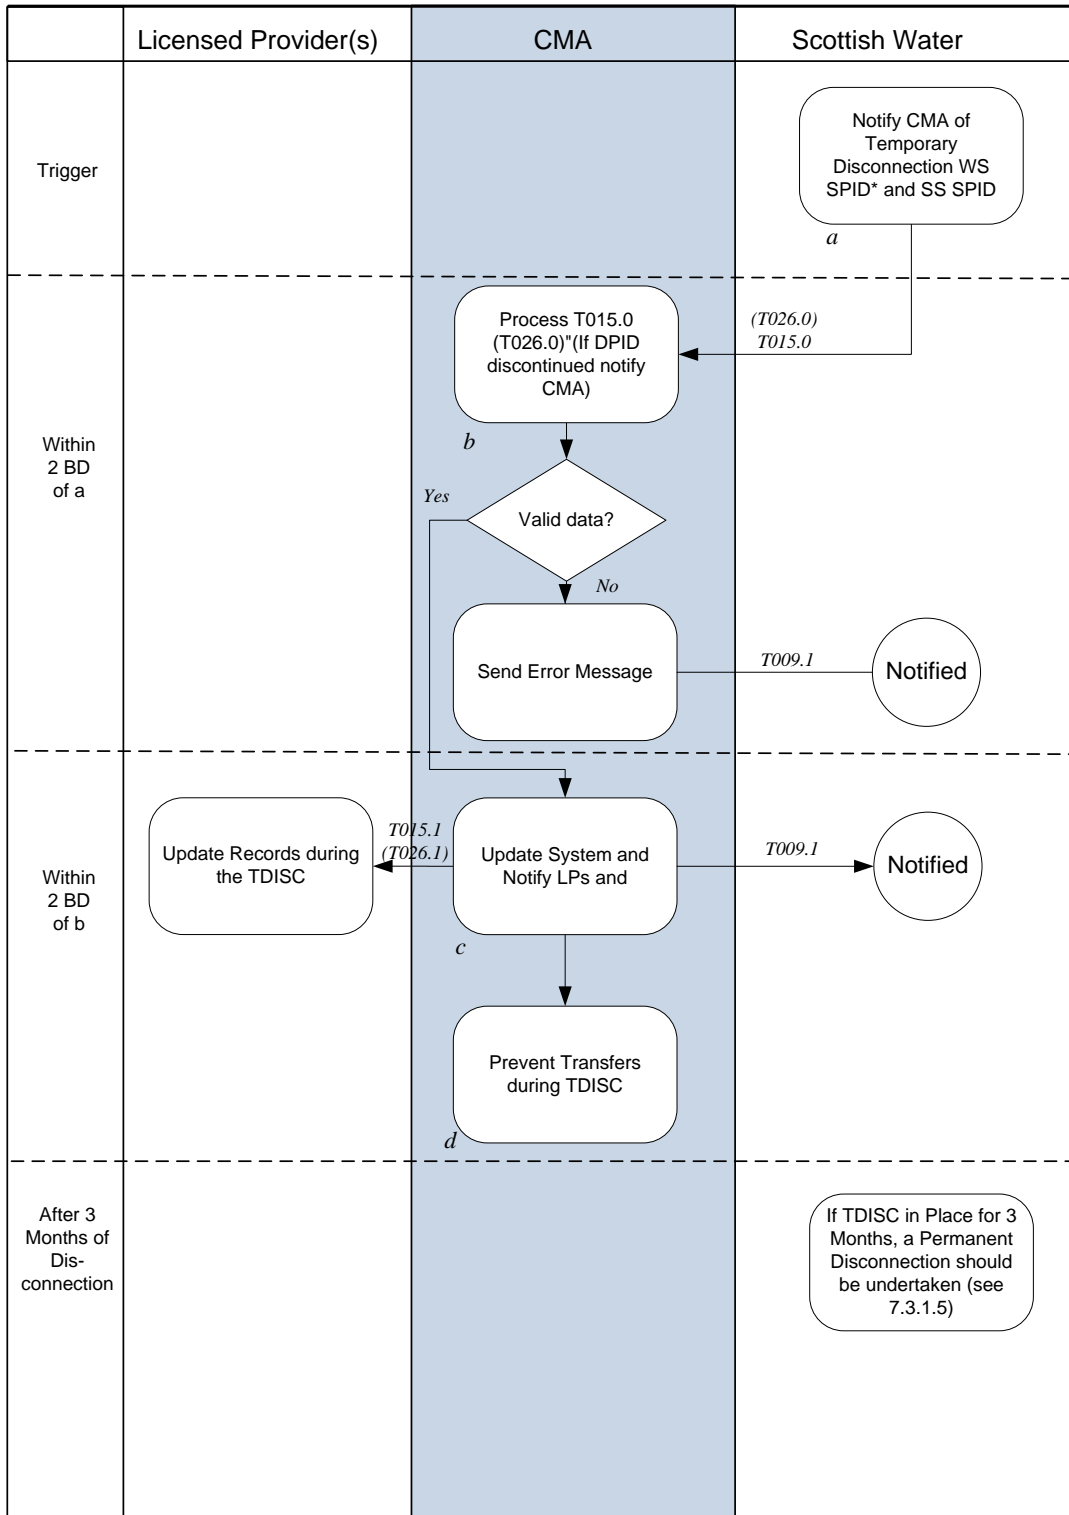 Licensed Provider(s)
CMA
Scottish Water
Trigger
Notify CMA of
Temporary
Disconnection WS
SPID* and SS SPID
a
Within
2 BD
of a
Process T015.0
(T026.0)"(If DPID
discontinued notify
CMA)
b
(T026.0)
T015.0
Yes
Valid data?
No
Send Error Message
T009.1
Notified
Within
2 BD
of b
Update Records during
the TDISC
T015.1
(T026.1)
Update System and
Notify LPs and
c
T009.1
Notified
Prevent Transfers
during TDISC
d
After 3
Months of
Dis-
connection
If TDISC in Place for 3
Months, a Permanent
Disconnection should
be undertaken (see
7.3.1.5)